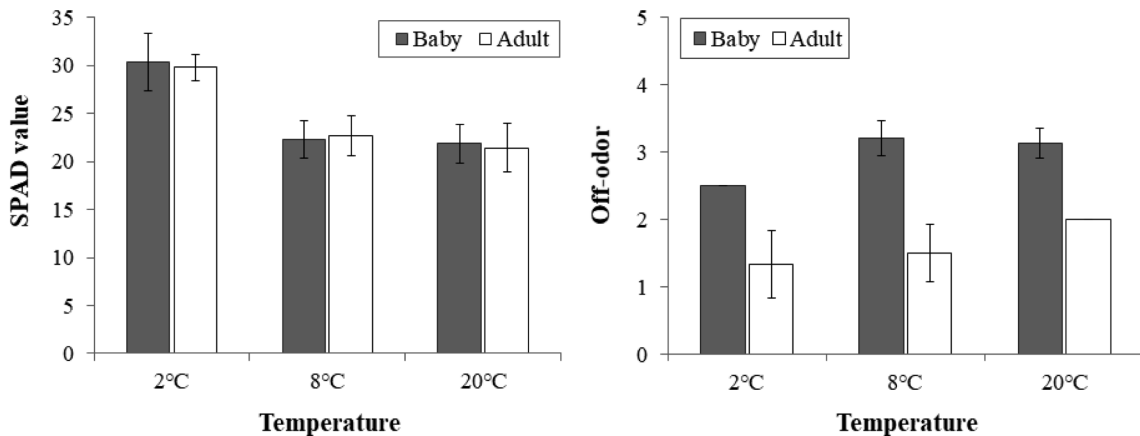 35
30
25
20
15
10
5
0
SPAD value
Baby Adult
2℃ 8℃ 20℃
Temperature
5
4
3
2
1
0
Off-odor
Baby Adult
2℃ 8℃ 20℃
Temperature